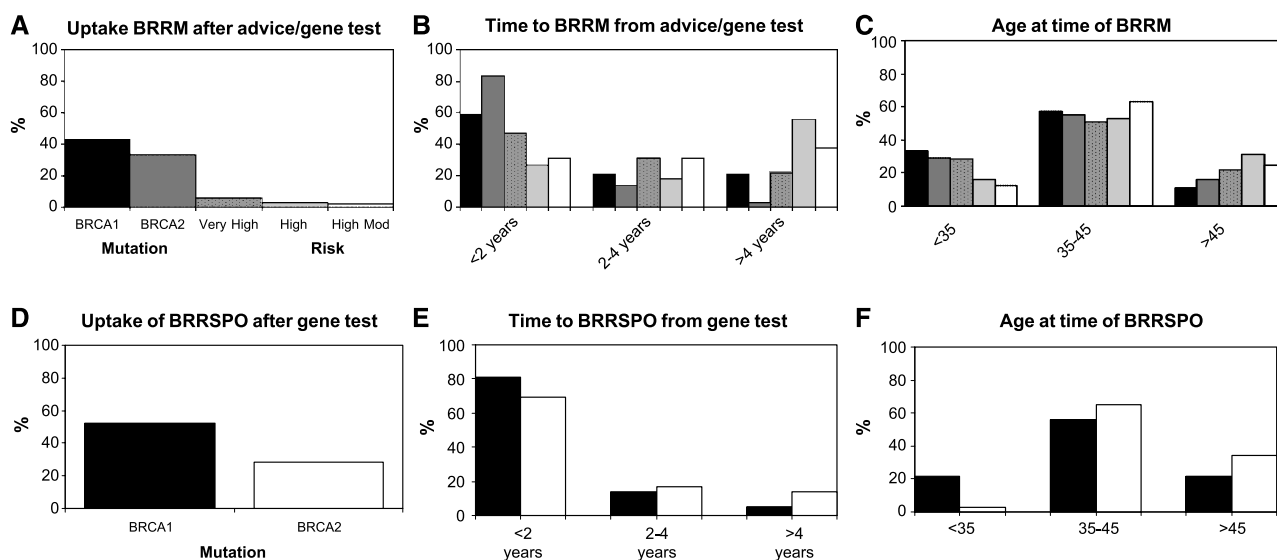 A Uptake BRRM after advice/gene test
100
80
60
40
20
0
%
BRCA1 BRCA2 Very High High High Mod
Mutation Risk
B Time to BRRM from advice/gene test
100
80
60
40
20
0
%
<2 years 2-4 years >4 years
C Age at time of BRRM
100
80
60
40
20
0
%
<35 35-45 >45
D Uptake of BRRSPO after gene test
100
80
60
40
20
0
%
BRCA1 BRCA2
Mutation
E Time to BRRSPO from gene test
100
80
60
40
20
0
%
<2 2-4 >4
years years years
F Age at time of BRRSPO
100
80
60
40
20
0
%
<35 35-45 >45